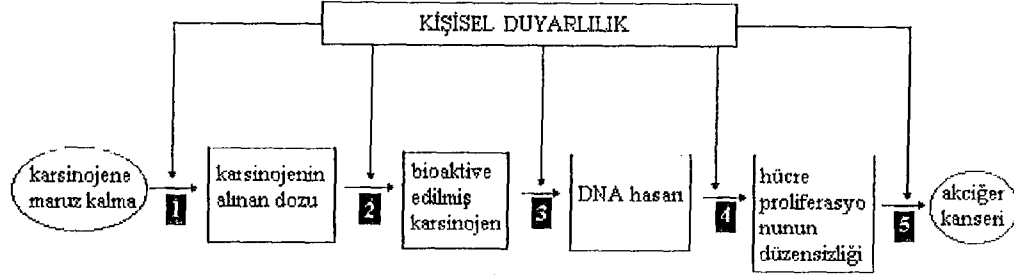 KİŞİSEL DUYARLILIK
karsinojene
maruz kalma
1
karsinojenin
alınan dozu
2
bioaktive
edilmiş
karsinojen
3
DNA hasarı
4
hücre
proliferasyo
nunun
düzensizliği
5
akciğer
kanseri